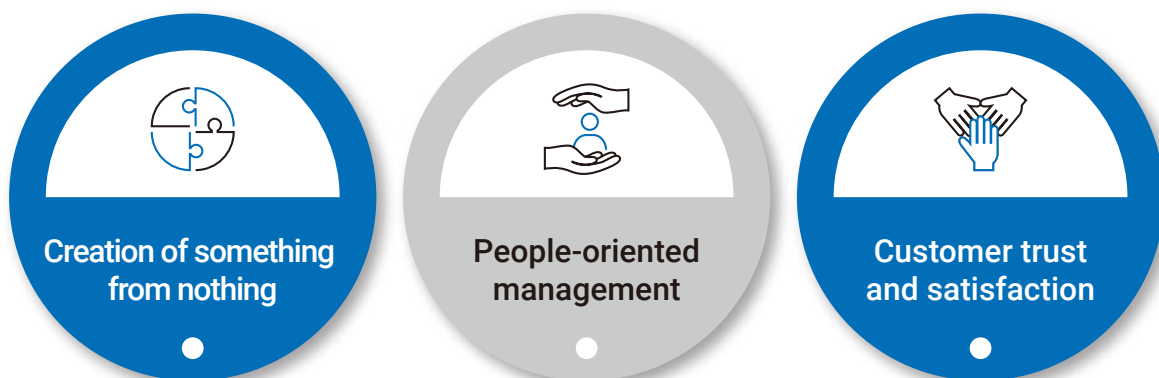 Creation of something
from nothing
People-oriented
management
Customer trust
and satisfaction